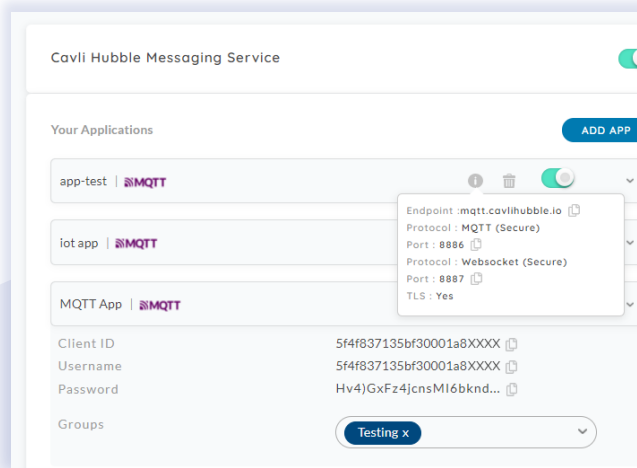 Cavli Hubble Messaging Service
Your Applications
ADD APP
app-test | MQTT
Endpoint :mqtt.cavlihubble.io
Protocol : MQTT (Secure)
Port : 8886
Protocol : Websocket (Secure)
Port : 8887
TLS : Yes
iot app | MQTT
MQTT App | MQTT
Client ID 5f4f837135bf30001a8XXXX
Username 5f4f837135bf30001a8XXXX
Password Hv4)GxFz4jcnsMI6bknd...
Groups Testing x